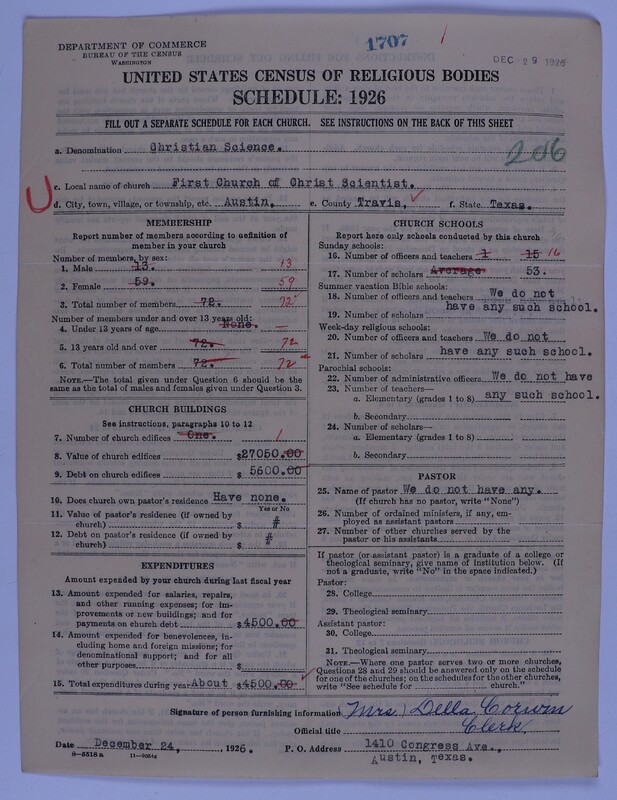 DEPARTMENT OF COMMERCE
BUREAU OF THE CENSUS
WASHINGTON
1707
DEC 29 1926
UNITED STATES CENSUS OF RELIGIOUS BODIES
SCHEDULE: 1926
FILL OUT A SEPARATE SCHEDULE FOR EACH CHURCH. SEE INSTRUCTIONS ON THE BACK OF THIS SHEET
a. Denomination Christian Science.
206
c. Local name of church First Church of Christ Scientist.
d. City, town, village, or township, etc. Austin, e. County Travis, f. State Texas.
MEMBERSHIP
Report number of members according to definition of
member in your church
Number of members, by sex:
1. Male 13. 13
2. Female 59. 59
3. Total number of members 72. 72
Number of members under and over 13 years old:
4. Under 13 years of age None. —
5. 13 years old and over 72. 72
6. Total number of members 72. 72
NOTE.—The total given under Question 6 should be the
same as the total of males and females given under Question 3.
CHURCH BUILDINGS
See instructions, paragraphs 10 to 12
7. Number of church edifices One. 1
8. Value of church edifices $27050.00
9. Debt on church edifices $ 5600.00
10. Does church own pastor's residence Have none.
Yes or No
11. Value of pastor's residence (if owned by
church) $ #
12. Debt on pastor's residence (if owned by
church) $ #
EXPENDITURES
Amount expended by your church during last fiscal year
13. Amount expended for salaries, repairs,
and other running expenses; for im-
provements or new buildings; and for
payments on church debt $4500.00
14. Amount expended for benevolences, in-
cluding home and foreign missions; for
denominational support; and for all
other purposes $
15. Total expenditures during year About $4500.00
CHURCH SCHOOLS
Report here only schools conducted by this church
Sunday schools:
16. Number of officers and teachers 1 15 16
17. Number of scholars Average 53.
Summer vacation Bible schools:
18. Number of officers and teachers We do not
19. Number of scholars have any such school.
Week-day religious schools:
20. Number of officers and teachers We do not
21. Number of scholars have any such school.
Parochial schools:
22. Number of administrative officers We do not have
23. Number of teachers—
a. Elementary (grades 1 to 8) any such school.
b. Secondary
24. Number of scholars—
a. Elementary (grades 1 to 8)
b. Secondary
PASTOR
25. Name of pastor We do not have any.
(If church has no pastor, write "None")
26. Number of ordained ministers, if any, em-
ployed as assistant pastors
27. Number of other churches served by the
pastor or his assistants
If pastor (or assistant pastor) is a graduate of a college or
theological seminary, give name of institution below. (If
not a graduate, write "No" in the space indicated.)
Pastor:
28. College
29. Theological seminary
Assistant pastor:
30. College
31. Theological seminary
NOTE.—Where one pastor serves two or more churches,
Questions 28 and 29 should be answered only on the schedule
for one of the churches; on the schedules for the other churches,
write "See schedule for church."
Signature of person furnishing information Mrs) Della Corwin
Official title Clerk.
Date December 24, 1926. P. O. Address 1410 Congress Ave.,
8-5518a Austin, Texas.